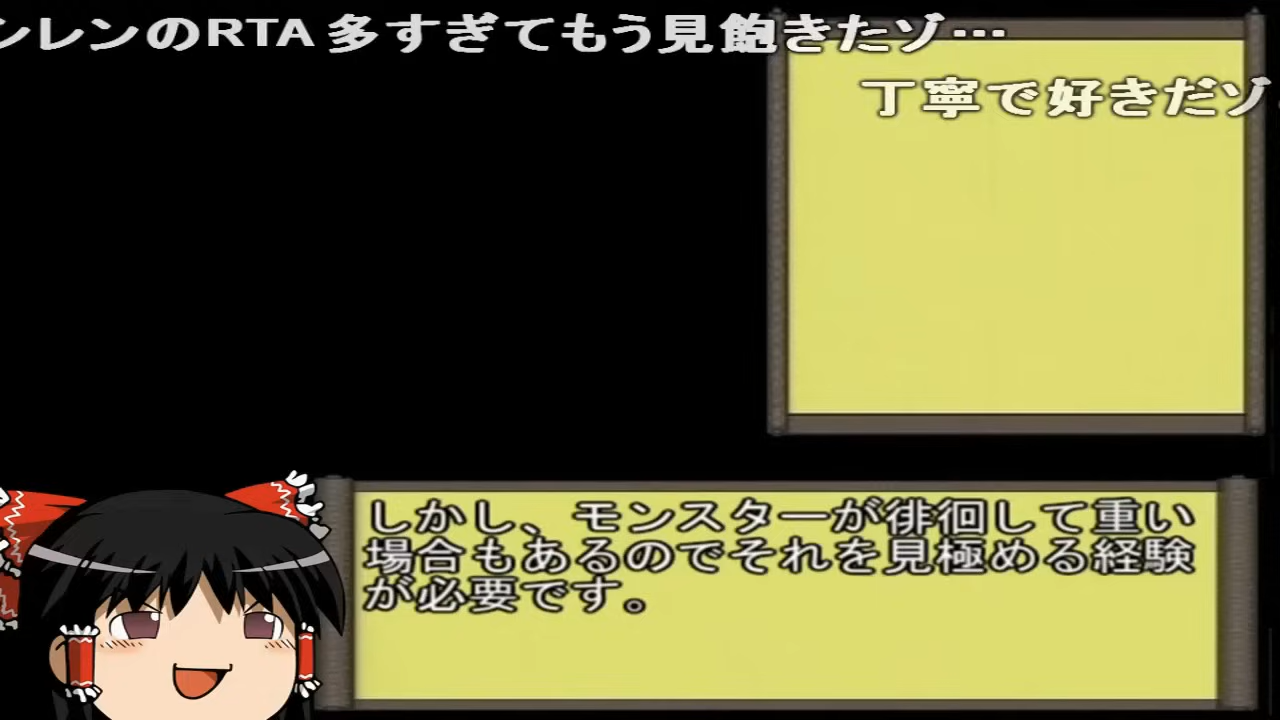 ンレンのRTA 多すぎてもう見飽きたゾ…
丁寧で好きだゾ
しかし、モンスターが徘徊して重い
場合もあるのでそれを見極める経験
が必要です。